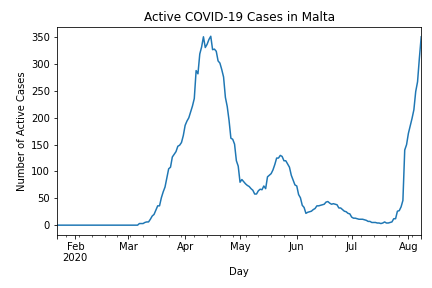 Active COVID-19 Cases in Malta
Number of Active Cases
350
300
250
200
150
100
50
0
Feb
2020
Mar
Apr
May
Jun
Jul
Aug
Day